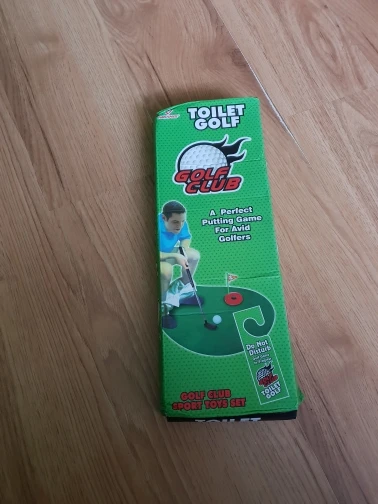 TOILET
GOLF
GOLF
CLUB
A Perfect
Putting Game
For Avid
Golfers
Do Not
Disturb
TOILET
GOLF
GOLF CLUB
SPORT TOYS SET
TOILET